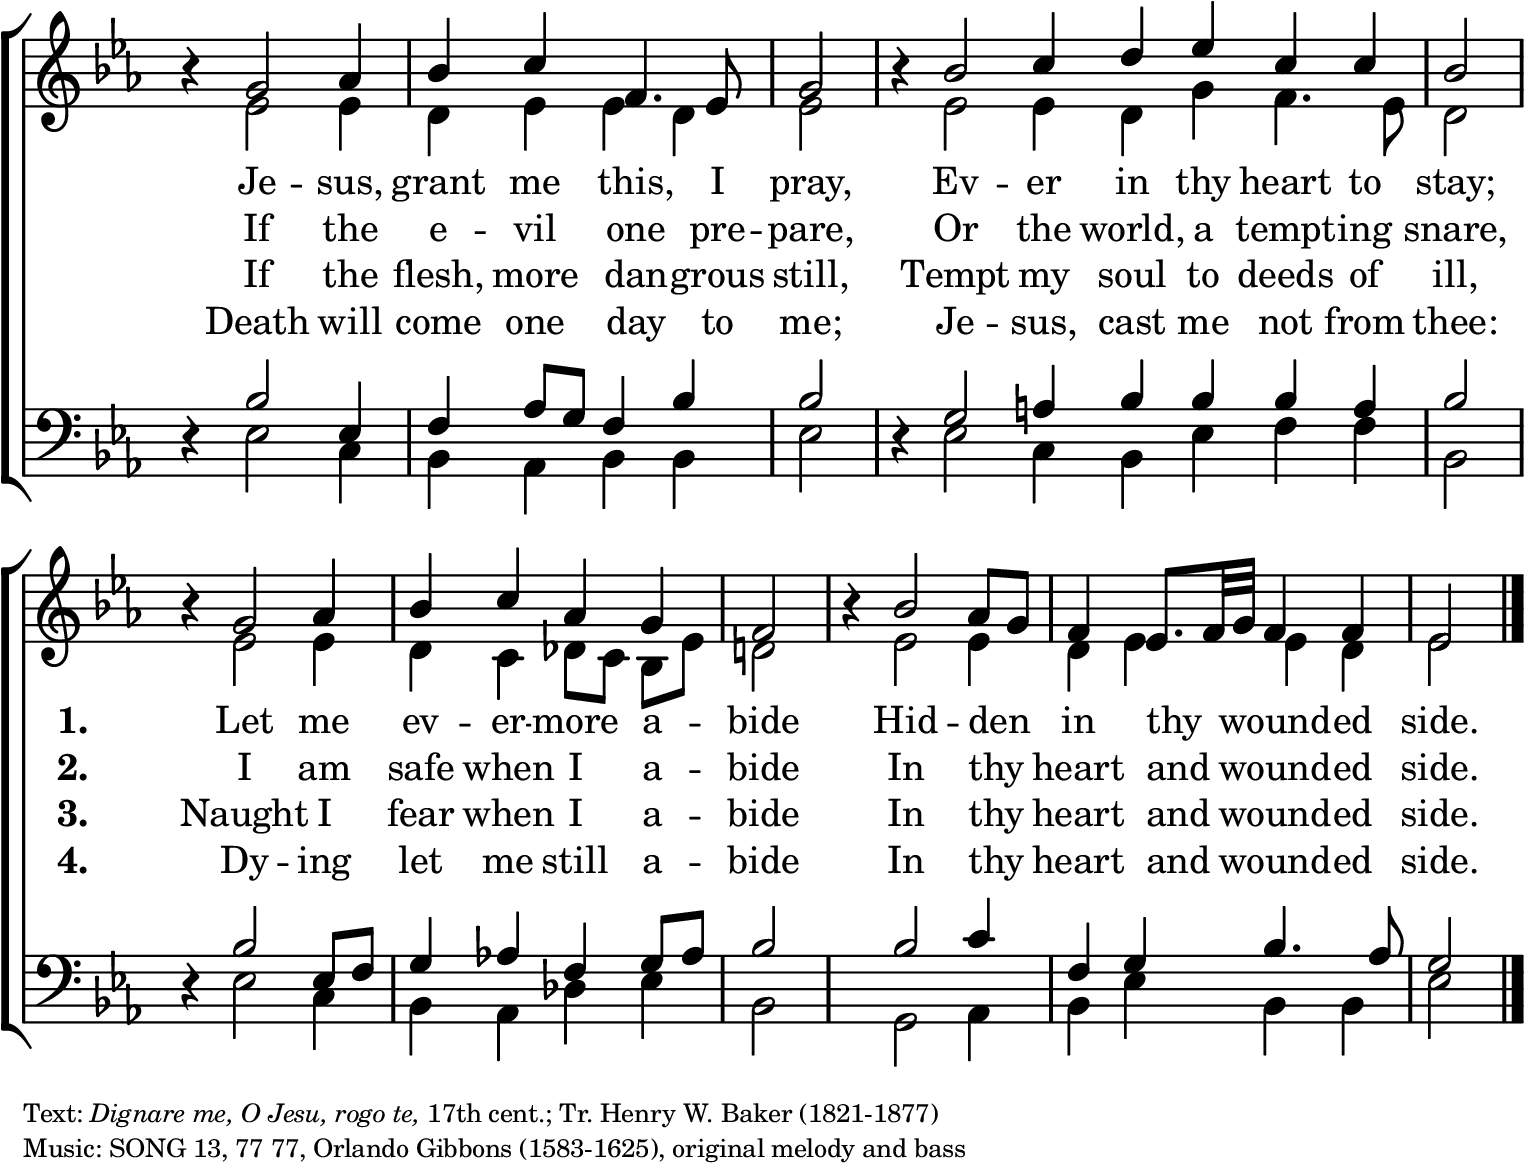 Je -- sus, grant me this, I pray, Ev -- er in thy heart to stay;
If the e -- vil one pre -- pare, Or the world, a tempting snare,
If the flesh, more dangrous still, Tempt my soul to deeds of ill,
Death will come one day to me; Je -- sus, cast me not from thee:
1. Let me ev -- er -- more a -- bide Hid -- den in thy wounded side.
2. I am safe when I a -- bide In thy heart and wounded side.
3. Naught I fear when I a -- bide In thy heart and wounded side.
4. Dy -- ing let me still a -- bide In thy heart and wounded side.
Text: Dignare me, O Jesu, rogo te, 17th cent.; Tr. Henry W. Baker (1821-1877)
Music: SONG 13, 77 77, Orlando Gibbons (1583-1625), original melody and bass